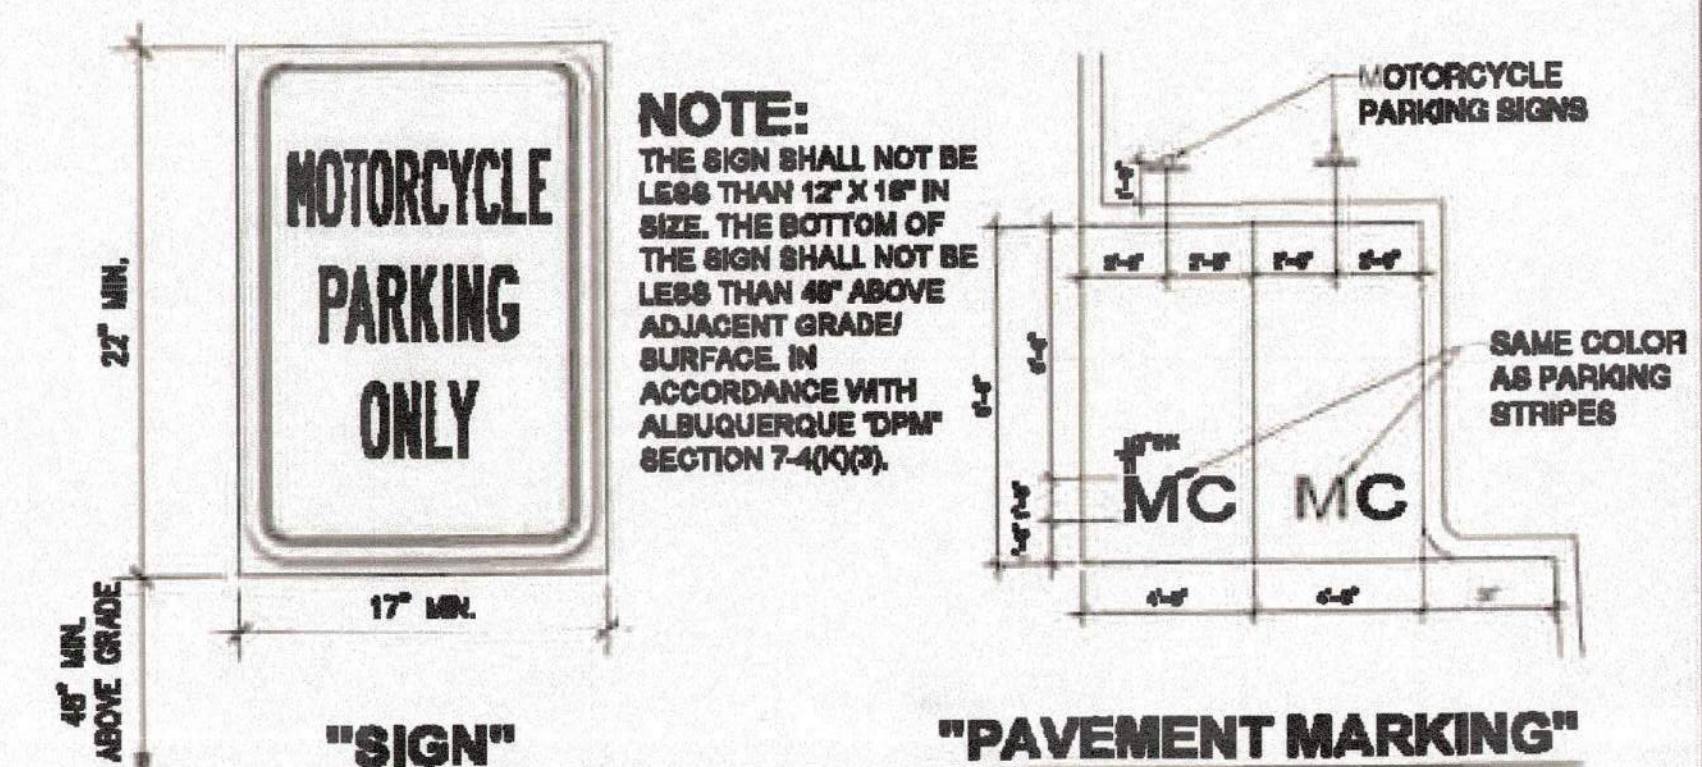 MOTORCYCLE
PARKING
ONLY
22" MIN.
17" MIN.
MIN.
ABOVE GRADE
"SIGN"
NOTE:
THE SIGN SHALL NOT BE
LESS THAN 12" X 18" IN
SIZE. THE BOTTOM OF
THE SIGN SHALL NOT BE
LESS THAN 48" ABOVE
ADJACENT GRADE/
SURFACE. IN
ACCORDANCE WITH
ALBUQUERQUE "DPM"
SECTION 7-4(K)(3).
MOTORCYCLE
PARKING SIGNS
SAME COLOR
AS PARKING
STRIPES
MC MC
"PAVEMENT MARKING"